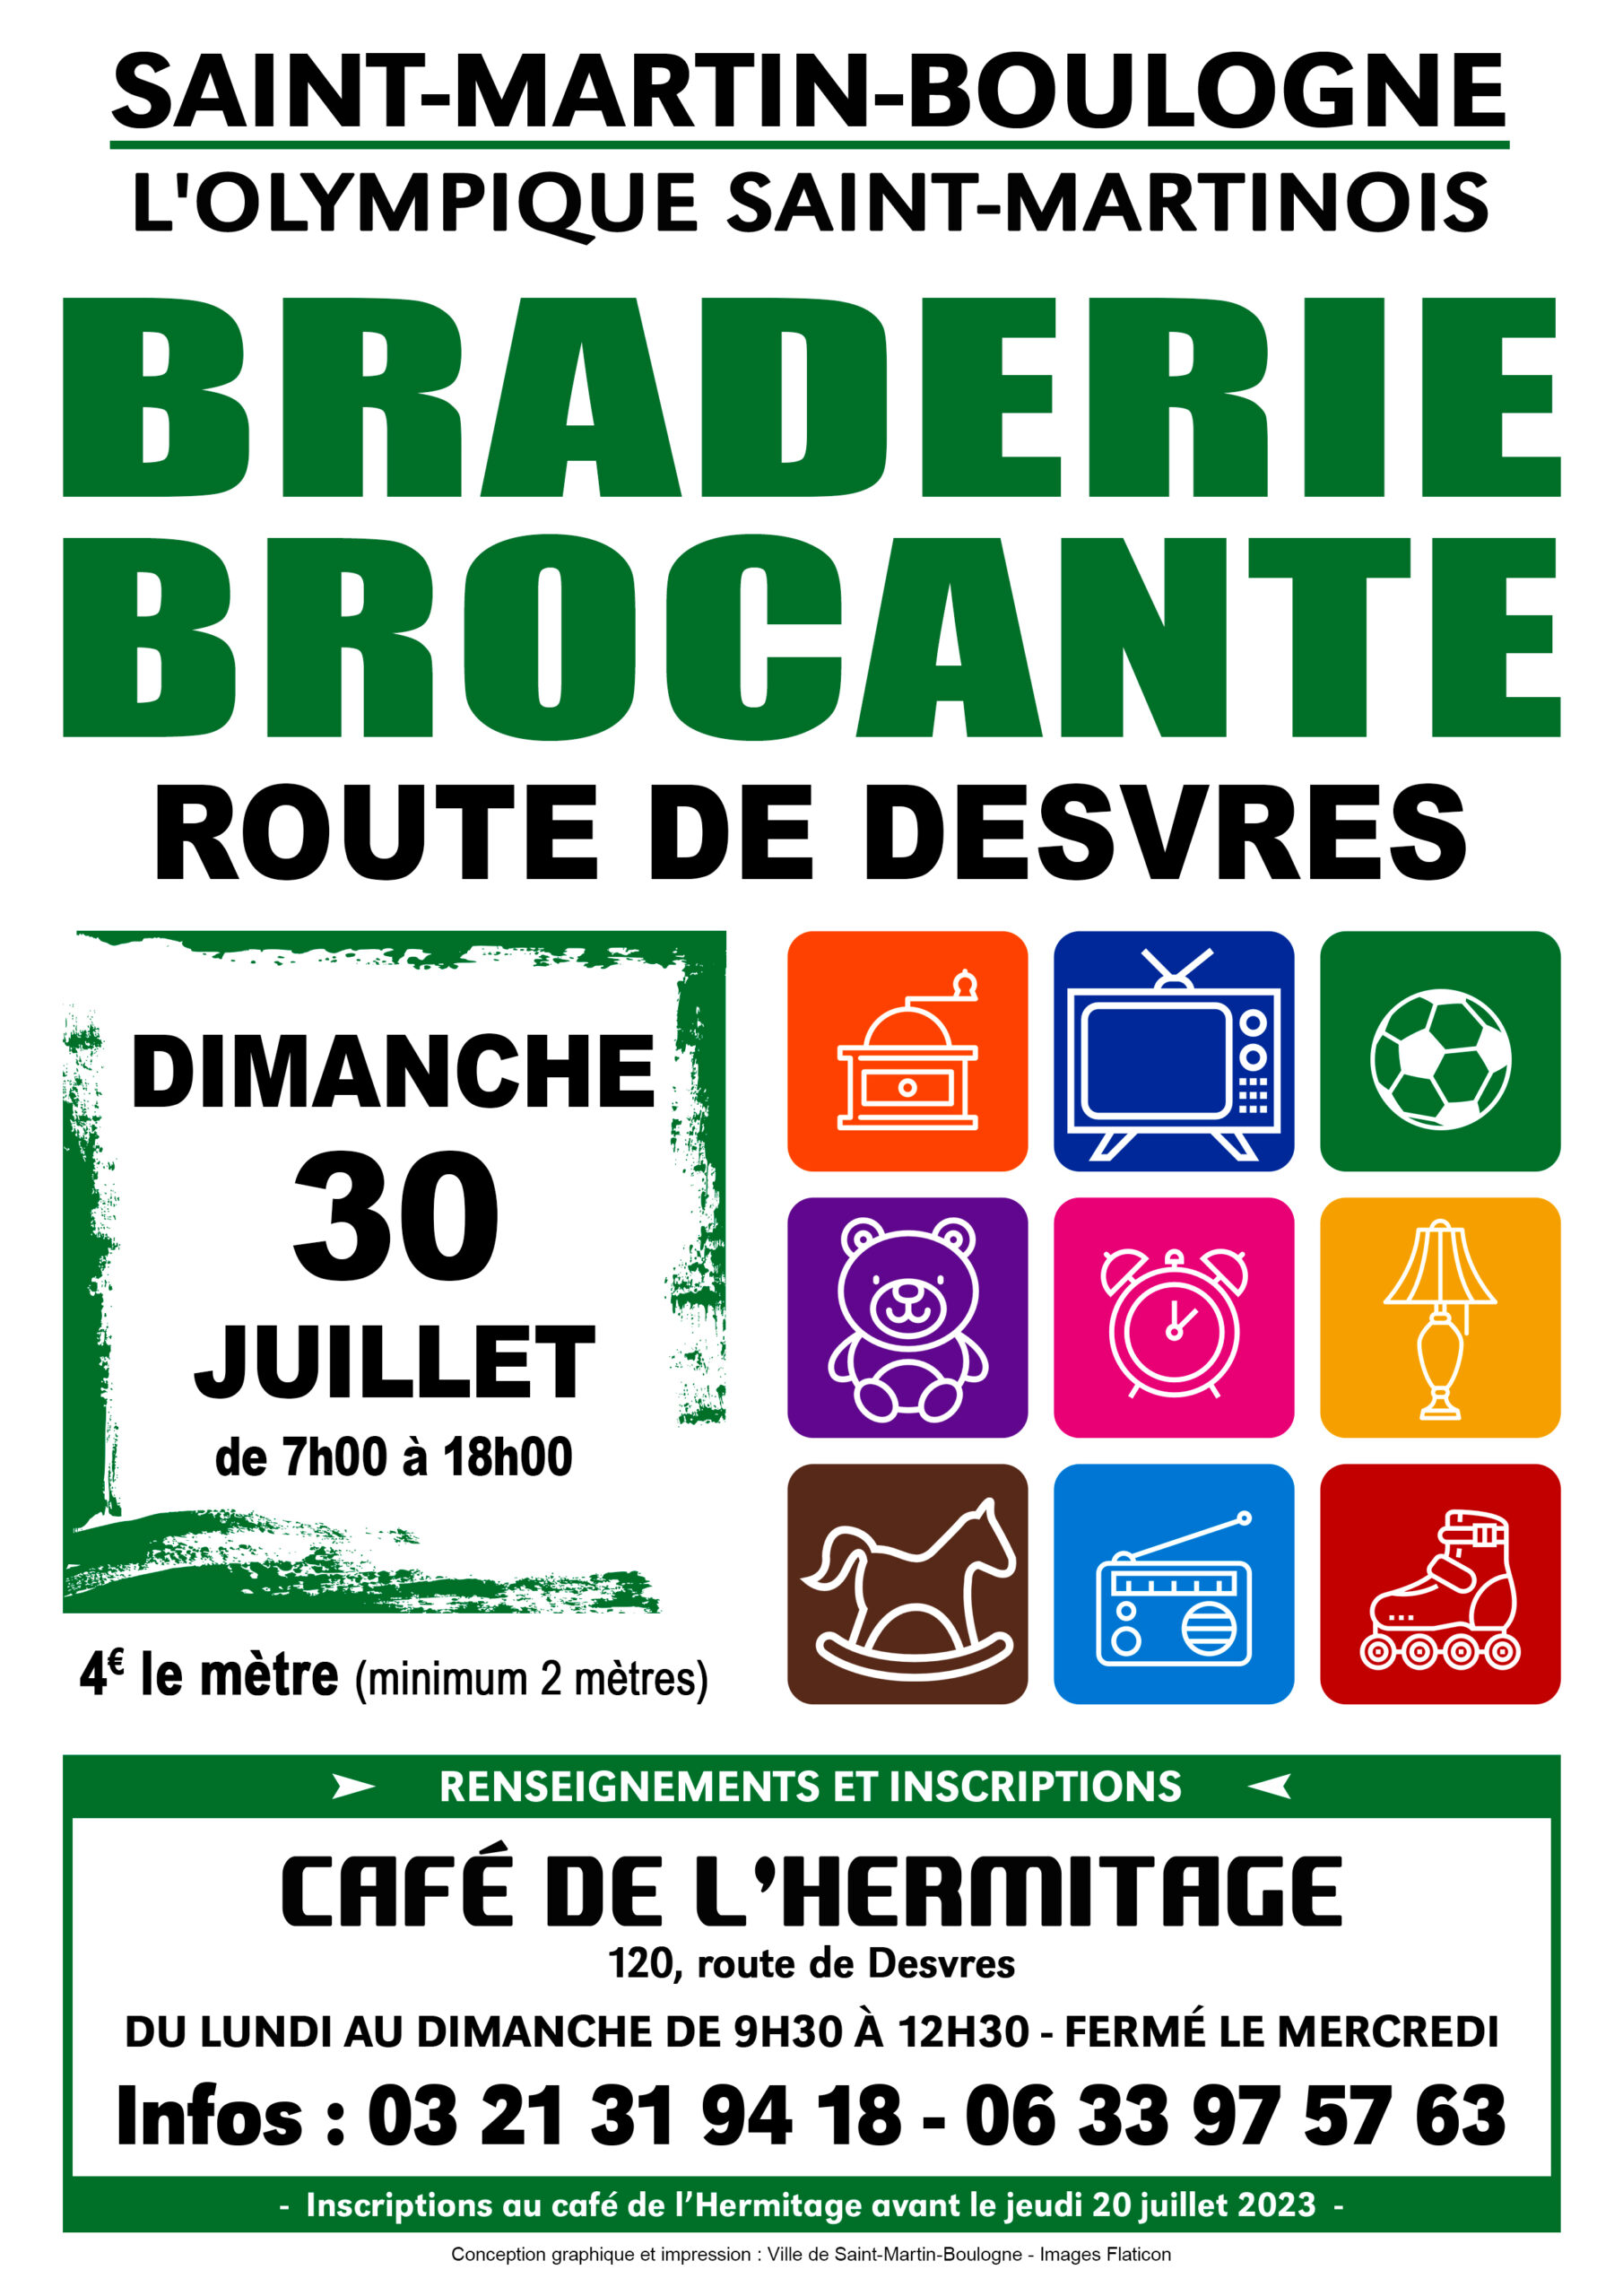 SAINT-MARTIN-BOULOGNE
L'OLYMPIQUE SAINT-MARTINOIS
BRADERIE
BROCANTE
ROUTE DE DESVRES
DIMANCHE
30
JUILLET
de 7h00 à 18h00
4€ le mètre (minimum 2 mètres)
RENSEIGNEMENTS ET INSCRIPTIONS
CAFÉ DE L'HERMITAGE
120, route de Desvres
DU LUNDI AU DIMANCHE DE 9H30 À 12H30 - FERMÉ LE MERCREDI
Infos : 03 21 31 94 18 - 06 33 97 57 63
- Inscriptions au café de l'Hermitage avant le jeudi 20 juillet 2023 -
Conception graphique et impression : Ville de Saint-Martin-Boulogne - Images Flaticon